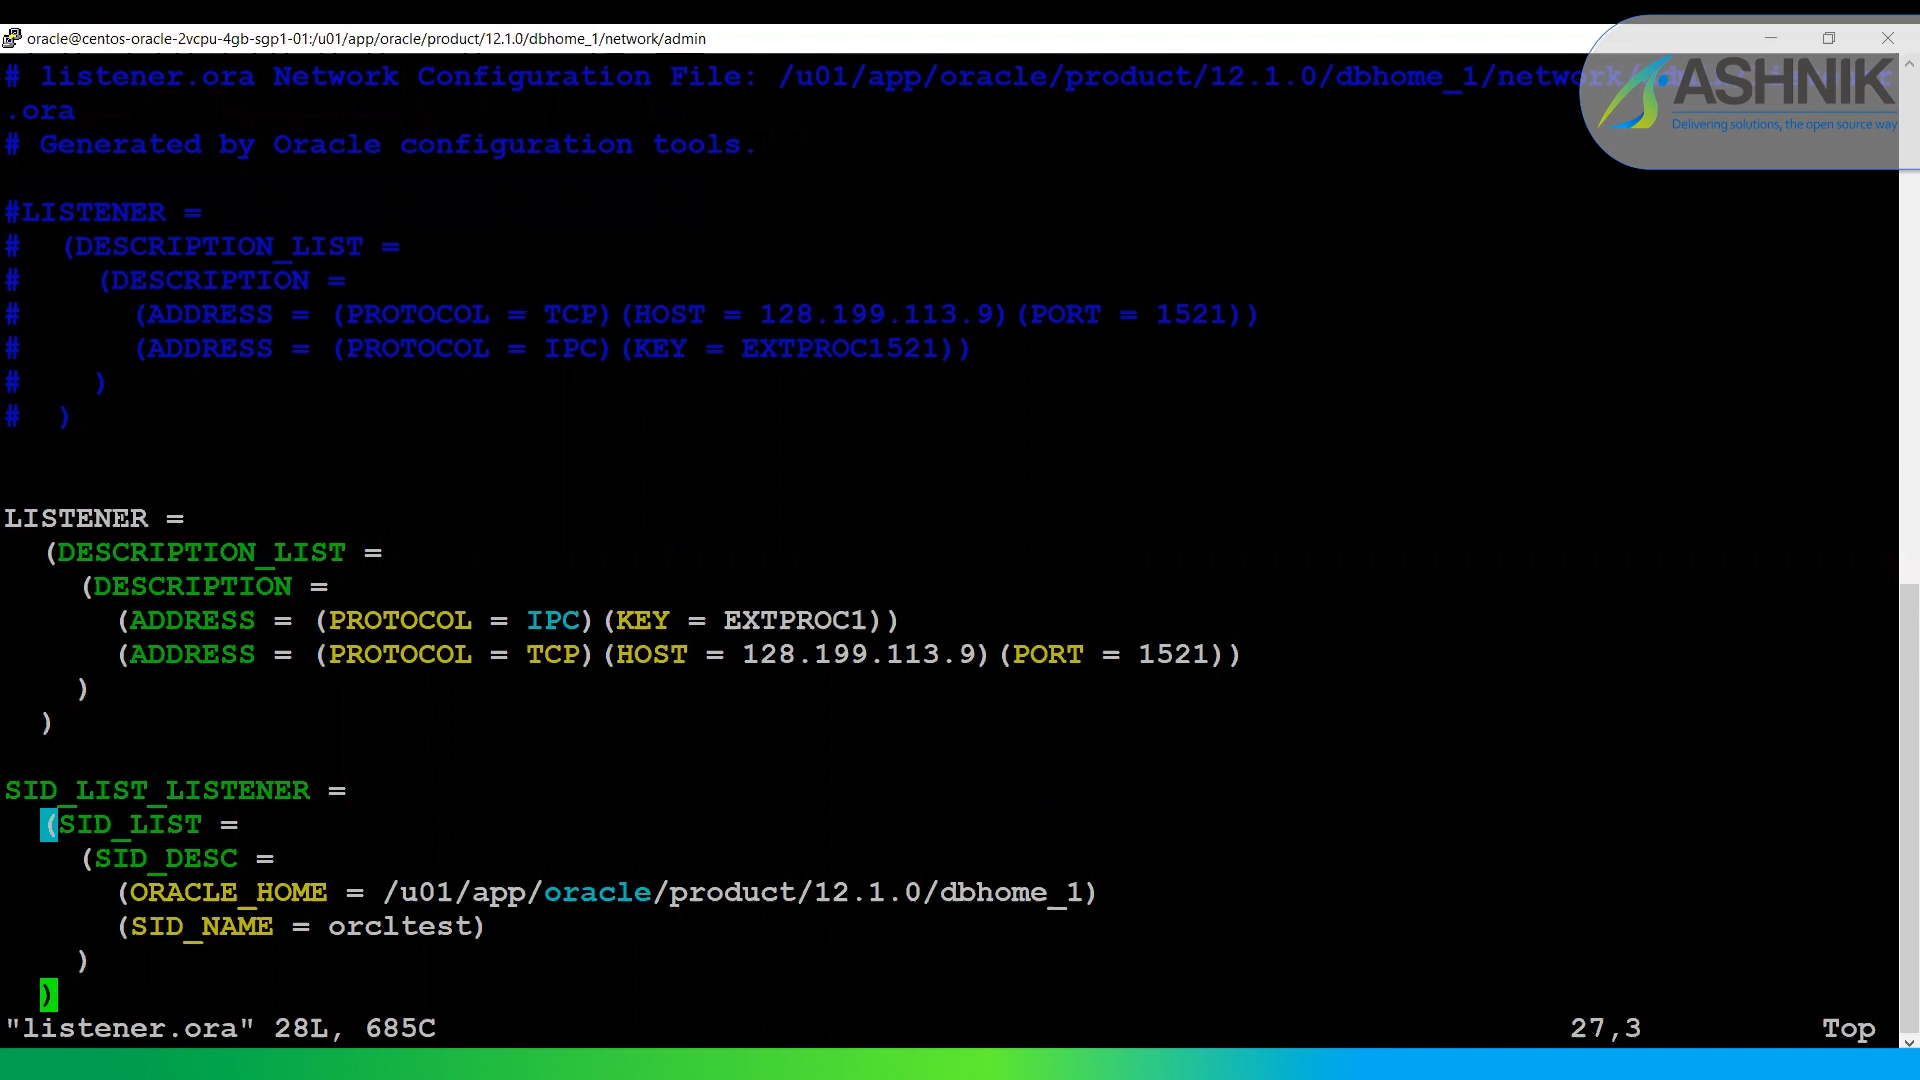 oracle@centos-oracle-2vcpu-4gb-sgp1-01:/u01/app/oracle/product/12.1.0/dbhome_1/network/admin
ASHNIK
Delivering solutions, the open source way
# listener.ora Network Configuration File: /u01/app/oracle/product/12.1.0/dbhome_1/network/
.ora
# Generated by Oracle configuration tools.
#LISTENER =
#  (DESCRIPTION_LIST =
#    (DESCRIPTION =
#      (ADDRESS = (PROTOCOL = TCP)(HOST = 128.199.113.9)(PORT = 1521))
#      (ADDRESS = (PROTOCOL = IPC)(KEY = EXTPROC1521))
#    )
#  )
LISTENER =
  (DESCRIPTION_LIST =
    (DESCRIPTION =
      (ADDRESS = (PROTOCOL = IPC)(KEY = EXTPROC1))
      (ADDRESS = (PROTOCOL = TCP)(HOST = 128.199.113.9)(PORT = 1521))
    )
  )
SID_LIST_LISTENER =
  (SID_LIST =
    (SID_DESC =
      (ORACLE_HOME = /u01/app/oracle/product/12.1.0/dbhome_1)
      (SID_NAME = orcltest)
    )
  )
"listener.ora" 28L, 685C 27,3 Top